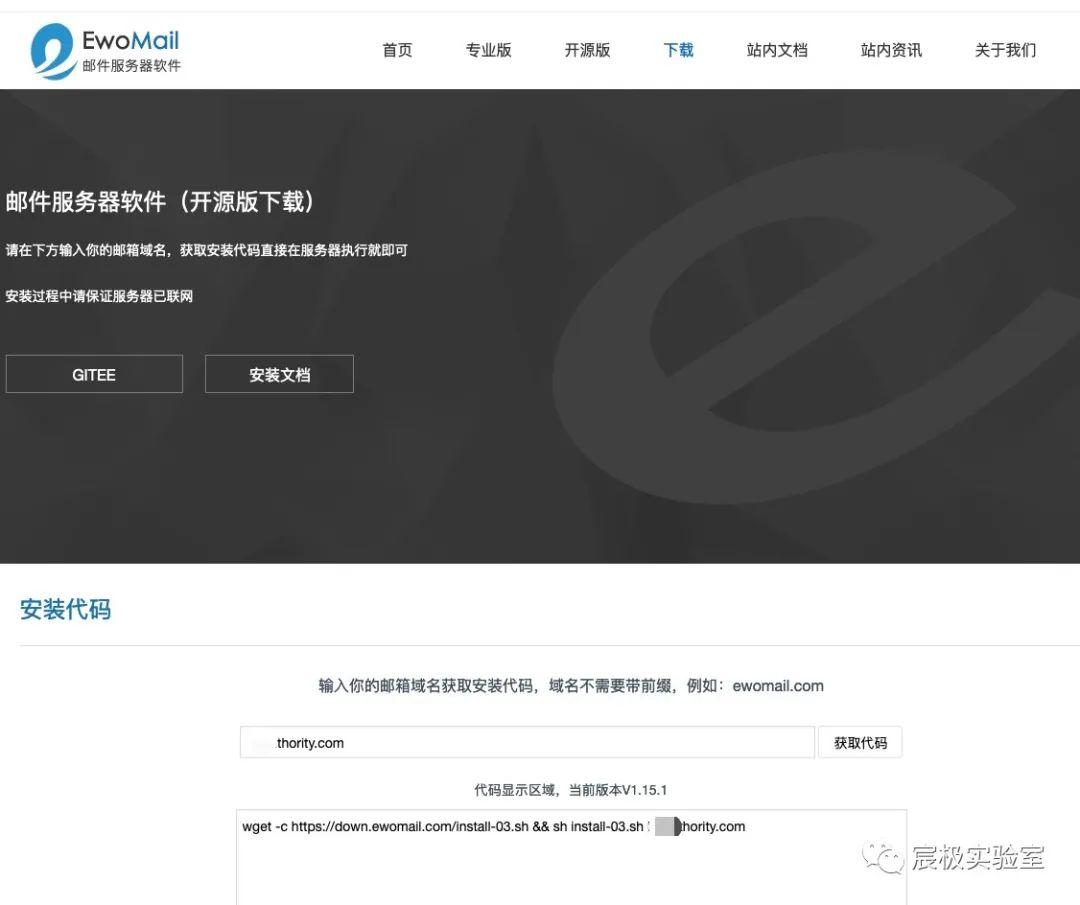 EwoMail
邮件服务器软件
首页 专业版 开源版 下载 站内文档 站内资讯 关于我们
邮件服务器软件（开源版下载）
请在下方输入你的邮箱域名，获取安装代码直接在服务器执行就即可
安装过程中请保证服务器已联网
GITEE 安装文档
安装代码
输入你的邮箱域名获取安装代码，域名不需要带前缀，例如：ewomail.com
thority.com 获取代码
代码显示区域，当前版本V1.15.1
wget -c https://down.ewomail.com/install-03.sh && sh install-03.sh thority.com
宸极实验室